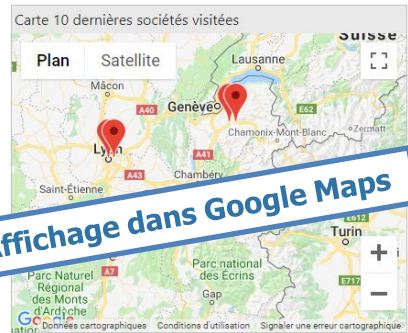 Carte 10 dernières sociétés visitées
Suisse
Plan Satellite
Lausanne
Mâcon
A40
Genève
E62
Chamonix-Mont-Blanc
Zermatt
Lyon
A41
A43
Chambéry
Saint-Étienne
Affichage dans Google Maps
E612
Turin
+
Parc national
des Écrins
Parc Naturel
Régional
des Monts
d'Ardèche
A7
E717
Gap
−
Google
Données cartographiques Conditions d'utilisation Signaler une erreur cartographique